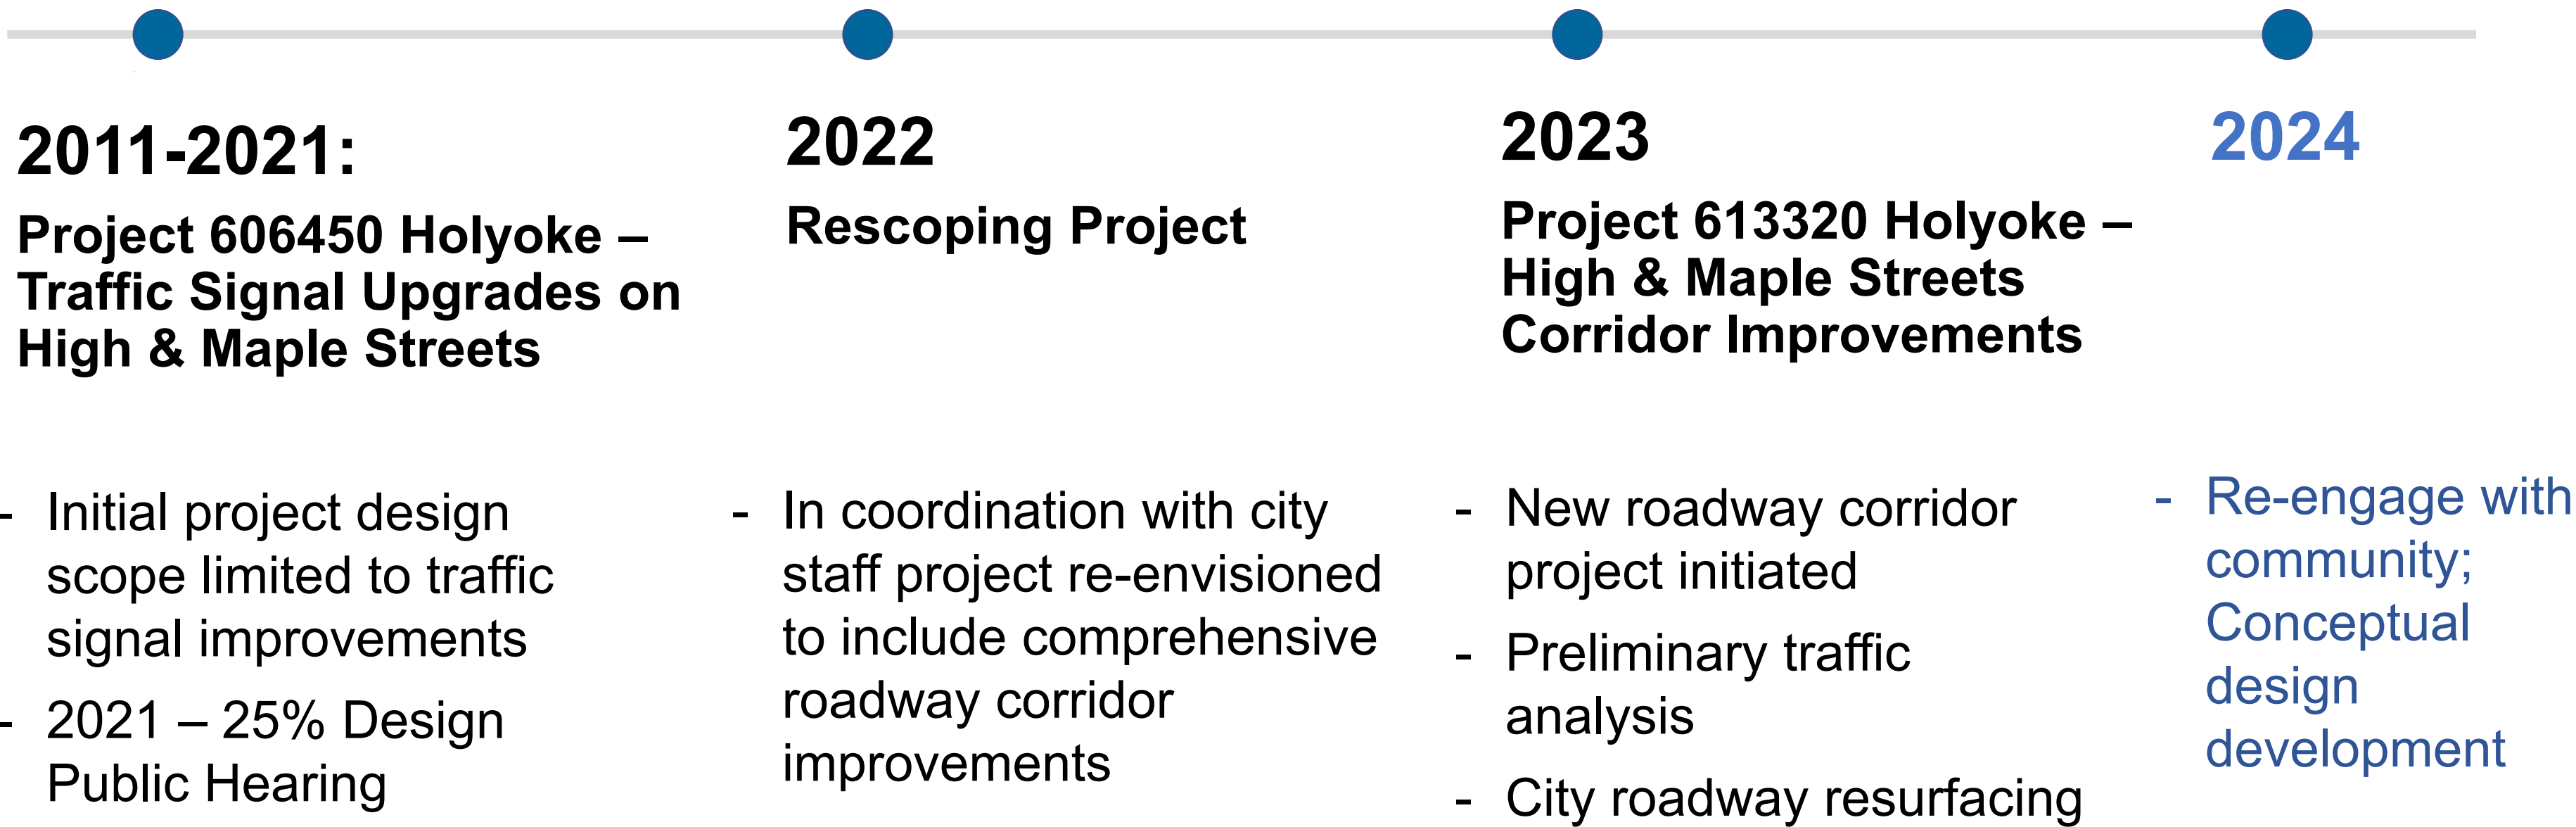 2011-2021:
Project 606450 Holyoke –
Traffic Signal Upgrades on
High & Maple Streets
- Initial project design
scope limited to traffic
signal improvements
- 2021 – 25% Design
Public Hearing
2022
Rescoping Project
- In coordination with city
staff project re-envisioned
to include comprehensive
roadway corridor
improvements
2023
Project 613320 Holyoke –
High & Maple Streets
Corridor Improvements
- New roadway corridor
project initiated
- Preliminary traffic
analysis
- City roadway resurfacing
2024
- Re-engage with
community;
Conceptual
design
development